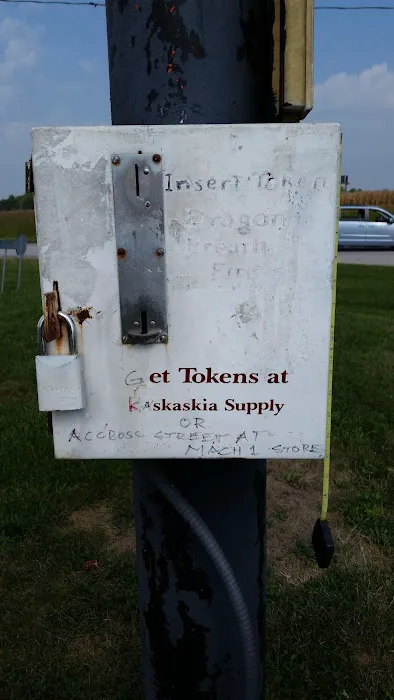 Insert Token
Dragon
Breath
Fire
Get Tokens at
Kaskaskia Supply
OR
ACCROSS STREET AT
MACH 1 STORE